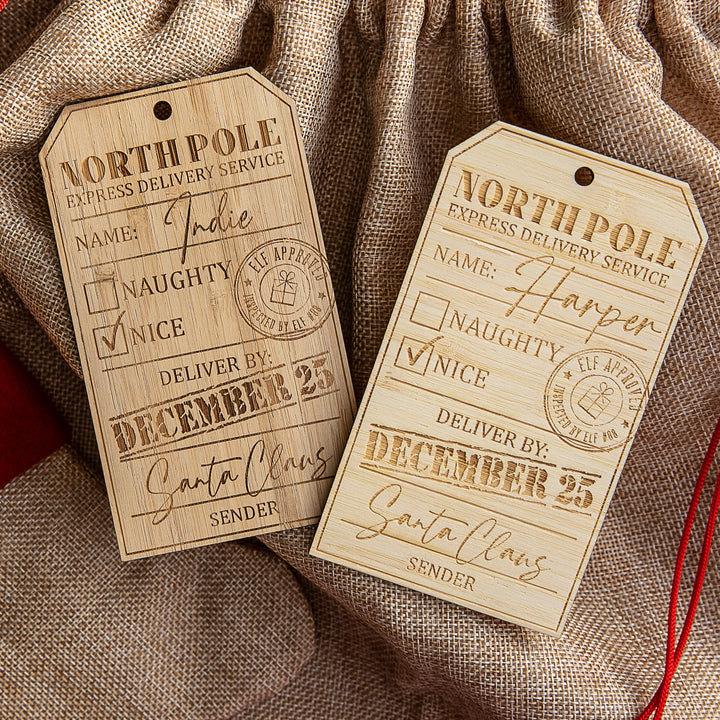 NORTH POLE
EXPRESS DELIVERY SERVICE
NAME: Indie
NAUGHTY
NICE
ELF APPROVED
INSPECTED BY ELF
DELIVER BY:
DECEMBER 25
Santa Claus
SENDER
NORTH POLE
EXPRESS DELIVERY SERVICE
NAME: Harper
NAUGHTY
NICE
ELF APPROVED
INSPECTED BY ELF
DELIVER BY:
DECEMBER 25
Santa Claus
SENDER